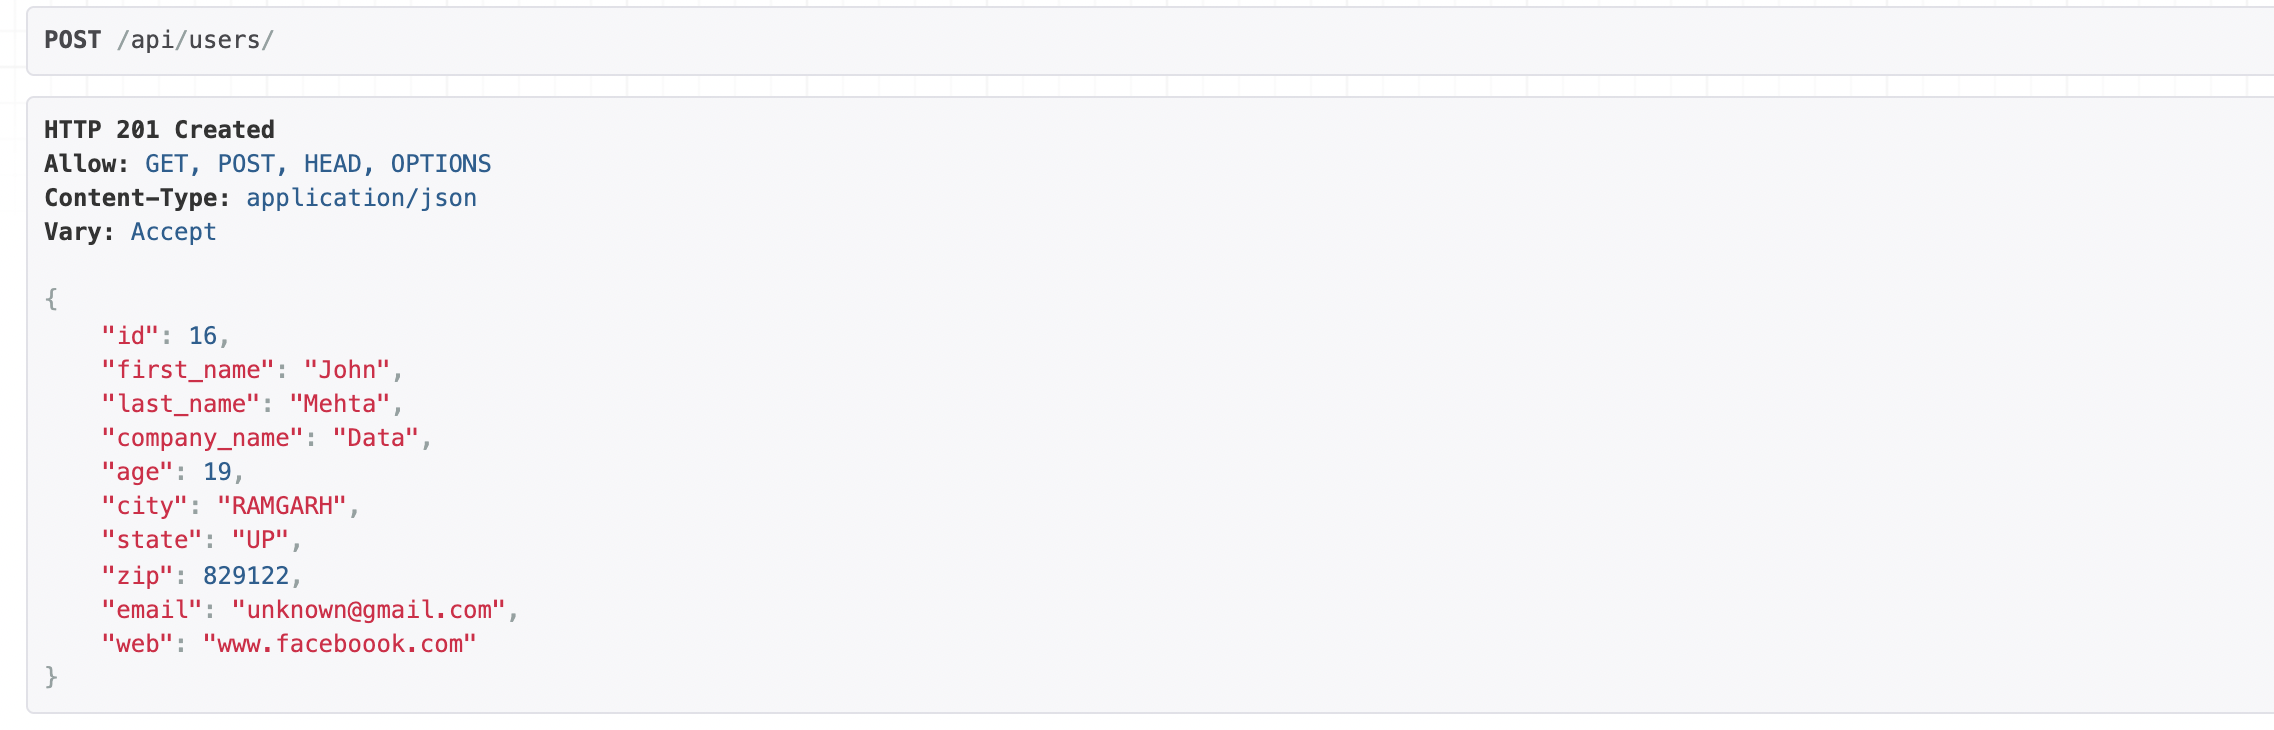 POST /api/users/
HTTP 201 Created
Allow: GET, POST, HEAD, OPTIONS
Content-Type: application/json
Vary: Accept
{
"id": 16,
"first_name": "John",
"last_name": "Mehta",
"company_name": "Data",
"age": 19,
"city": "RAMGARH",
"state": "UP",
"zip": 829122,
"email": "unknown@gmail.com",
"web": "www.faceboook.com"
}